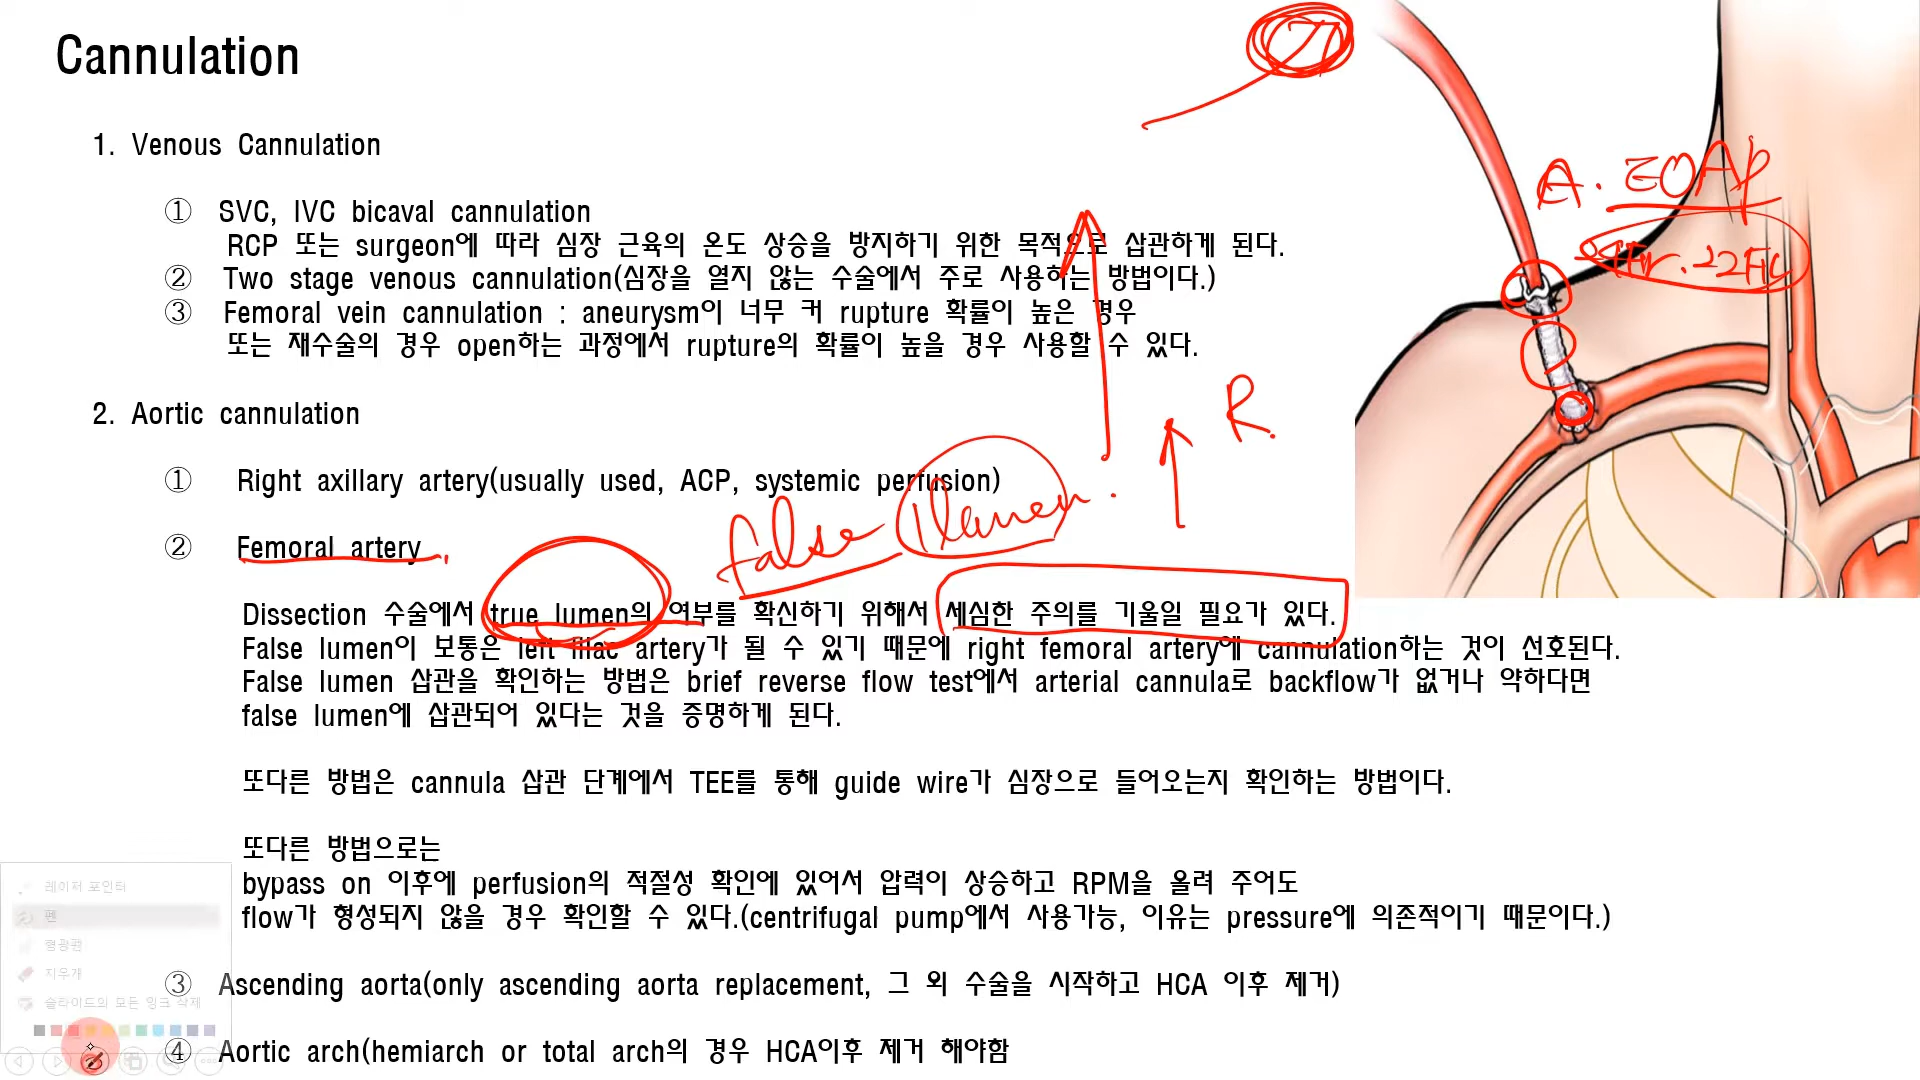 Cannulation
1. Venous Cannulation
① SVC, IVC bicaval cannulation
RCP 또는 surgeon에 따라 심장 근육의 온도 상승을 방지하기 위한 목적으로 삽관하게 된다.
② Two stage venous cannulation(심장을 열지 않는 수술에서 주로 사용하는 방법이다.)
③ Femoral vein cannulation : aneurysm이 너무 커 rupture 확률이 높은 경우
또는 재수술의 경우 open하는 과정에서 rupture의 확률이 높을 경우 사용할 수 있다.
2. Aortic cannulation
R.
① Right axillary artery(usually used, ACP, systemic perfusion)
false lumen.
② Femoral artery
Dissection 수술에서 true lumen의 여부를 확신하기 위해서 세심한 주의를 기울일 필요가 있다.
False lumen이 보통은 left iliac artery가 될 수 있기 때문에 right femoral artery에 cannulation하는 것이 선호된다.
False lumen 삽관을 확인하는 방법은 brief reverse flow test에서 arterial cannula로 backflow가 없거나 약하다면
false lumen에 삽관되어 있다는 것을 증명하게 된다.
또다른 방법은 cannula 삽관 단계에서 TEE를 통해 guide wire가 심장으로 들어오는지 확인하는 방법이다.
또다른 방법으로는
bypass on 이후에 perfusion의 적절성 확인에 있어서 압력이 상승하고 RPM을 올려 주어도
flow가 형성되지 않을 경우 확인할 수 있다.(centrifugal pump에서 사용가능, 이유는 pressure에 의존적이기 때문이다.)
③ Ascending aorta(only ascending aorta replacement, 그 외 수술을 시작하고 HCA 이후 제거)
④ Aortic arch(hemiarch or total arch의 경우 HCA이후 제거 해야함
레이저 포인터
펜
형광펜
지우개
슬라이드의 모든 잉크 삭제